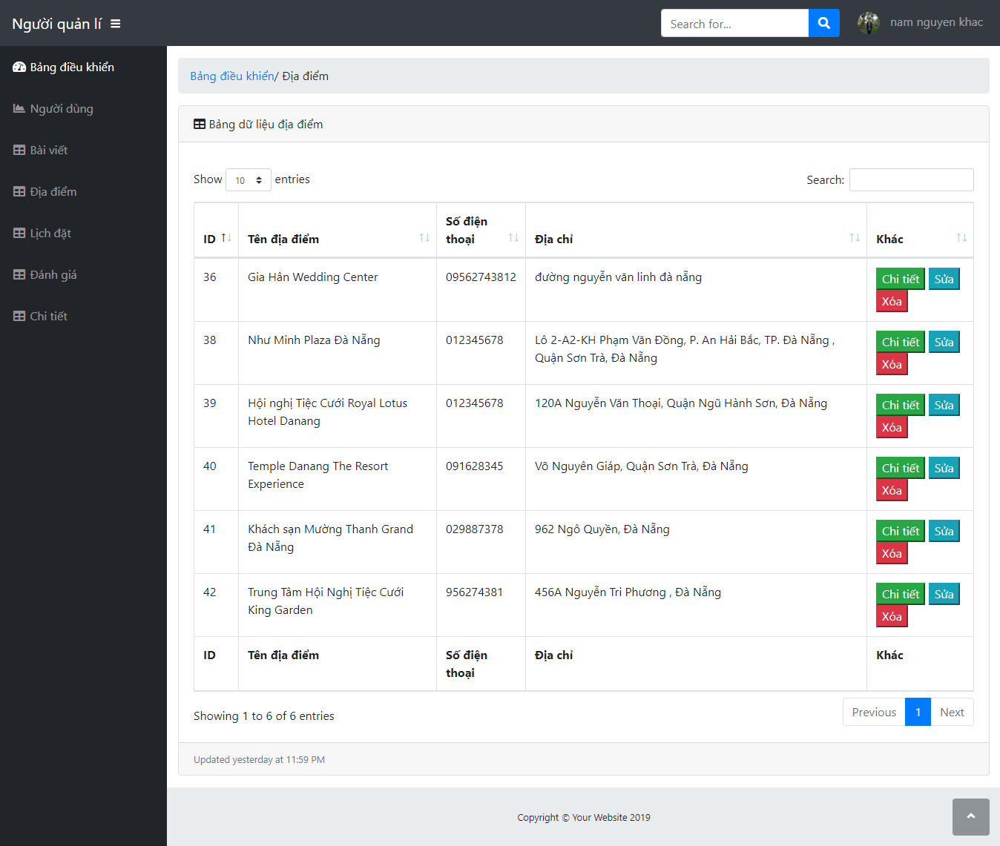 Người quản lí
Search for...
nam nguyen khac
Bảng điều khiển
Người dùng
Bài viết
Địa điểm
Lịch đặt
Đánh giá
Chi tiết
Bảng điều khiển/ Địa điểm
Bảng dữ liệu địa điểm
Show 10 entries
Search:
ID Tên địa điểm Số điện thoại Địa chỉ Khác
36 Gia Hân Wedding Center 09562743812 đường nguyễn văn linh đà nẵng Chi tiết Sửa
Xóa
38 Như Minh Plaza Đà Nẵng 012345678 Lô 2-A2-KH Phạm Văn Đồng, P. An Hải Bắc, TP. Đà Nẵng , Chi tiết Sửa
Quận Sơn Trà, Đà Nẵng Xóa
39 Hội nghị Tiệc Cưới Royal Lotus 012345678 120A Nguyễn Văn Thoại, Quận Ngũ Hành Sơn, Đà Nẵng Chi tiết Sửa
Hotel Danang Xóa
40 Temple Danang The Resort 091628345 Võ Nguyên Giáp, Quận Sơn Trà, Đà Nẵng Chi tiết Sửa
Experience Xóa
41 Khách sạn Mường Thanh Grand 029887378 962 Ngô Quyền, Đà Nẵng Chi tiết Sửa
Đà Nẵng Xóa
42 Trung Tâm Hội Nghị Tiệc Cưới 956274381 456A Nguyễn Tri Phương , Đà Nẵng Chi tiết Sửa
King Garden Xóa
ID Tên địa điểm Số điện thoại Địa chỉ Khác
Showing 1 to 6 of 6 entries
Previous 1 Next
Updated yesterday at 11:59 PM
Copyright © Your Website 2019